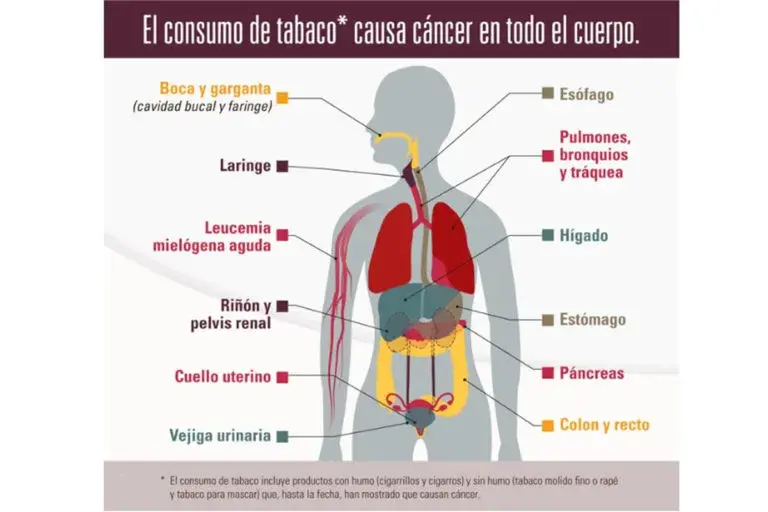 El consumo de tabaco* causa cáncer en todo el cuerpo.
Boca y garganta
(cavidad bucal y faringe)
Laringe
Leucemia
mielógena aguda
Riñón y
pelvis renal
Cuello uterino
Vejiga urinaria
Esófago
Pulmones,
bronquios
y tráquea
Hígado
Estómago
Páncreas
Colon y recto
* El consumo de tabaco incluye productos con humo (cigarrillos y cigarros) y sin humo (tabaco molido fino o rapé
y tabaco para mascar) que, hasta la fecha, han mostrado que causan cáncer.